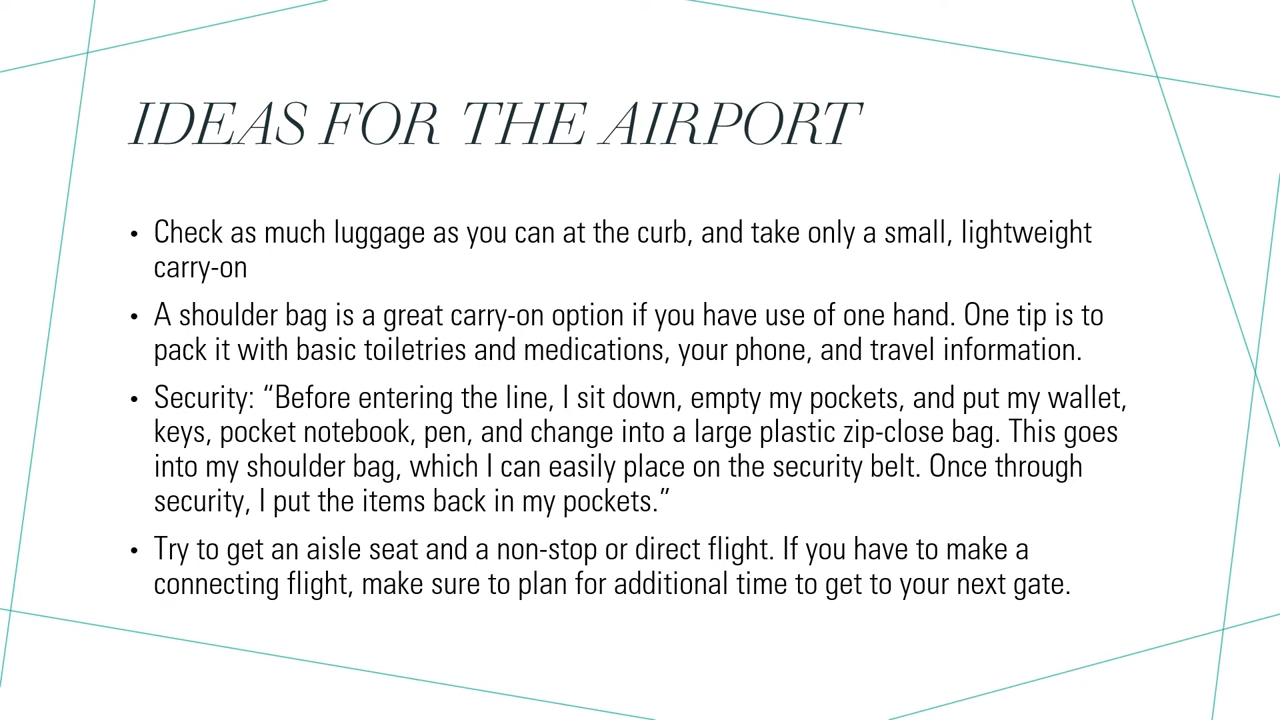 IDEAS FOR THE AIRPORT
• Check as much luggage as you can at the curb, and take only a small, lightweight
carry-on
• A shoulder bag is a great carry-on option if you have use of one hand. One tip is to
pack it with basic toiletries and medications, your phone, and travel information.
• Security: “Before entering the line, I sit down, empty my pockets, and put my wallet,
keys, pocket notebook, pen, and change into a large plastic zip-close bag. This goes
into my shoulder bag, which I can easily place on the security belt. Once through
security, I put the items back in my pockets.”
• Try to get an aisle seat and a non-stop or direct flight. If you have to make a
connecting flight, make sure to plan for additional time to get to your next gate.